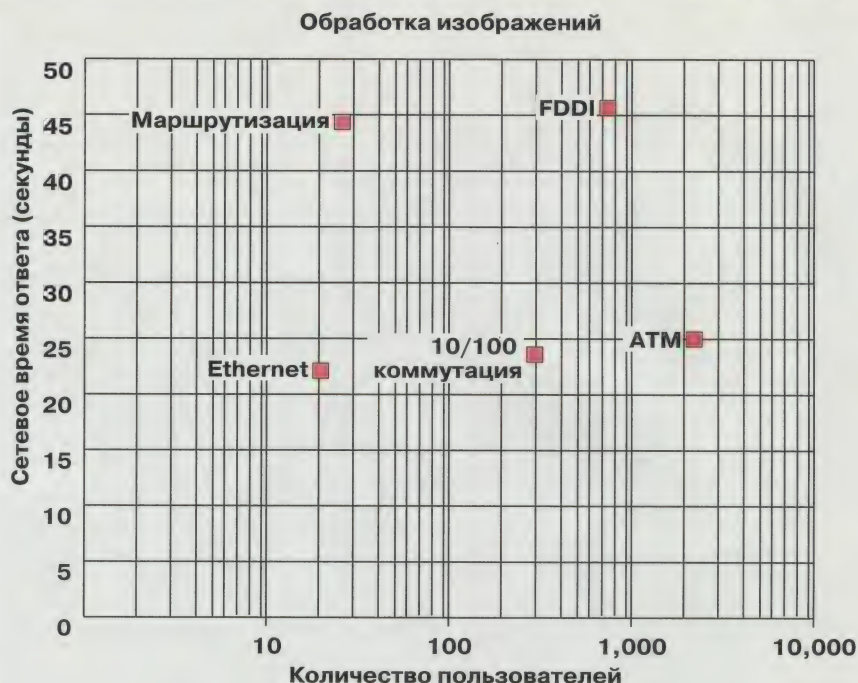 Обработка изображений
Сетевое время ответа (секунды)
50
45
40
35
30
25
20
15
10
5
0
Маршрутизация
FDDI
10/100
коммутация
ATM
Ethernet
10
100
1,000
10,000
Количество пользователей